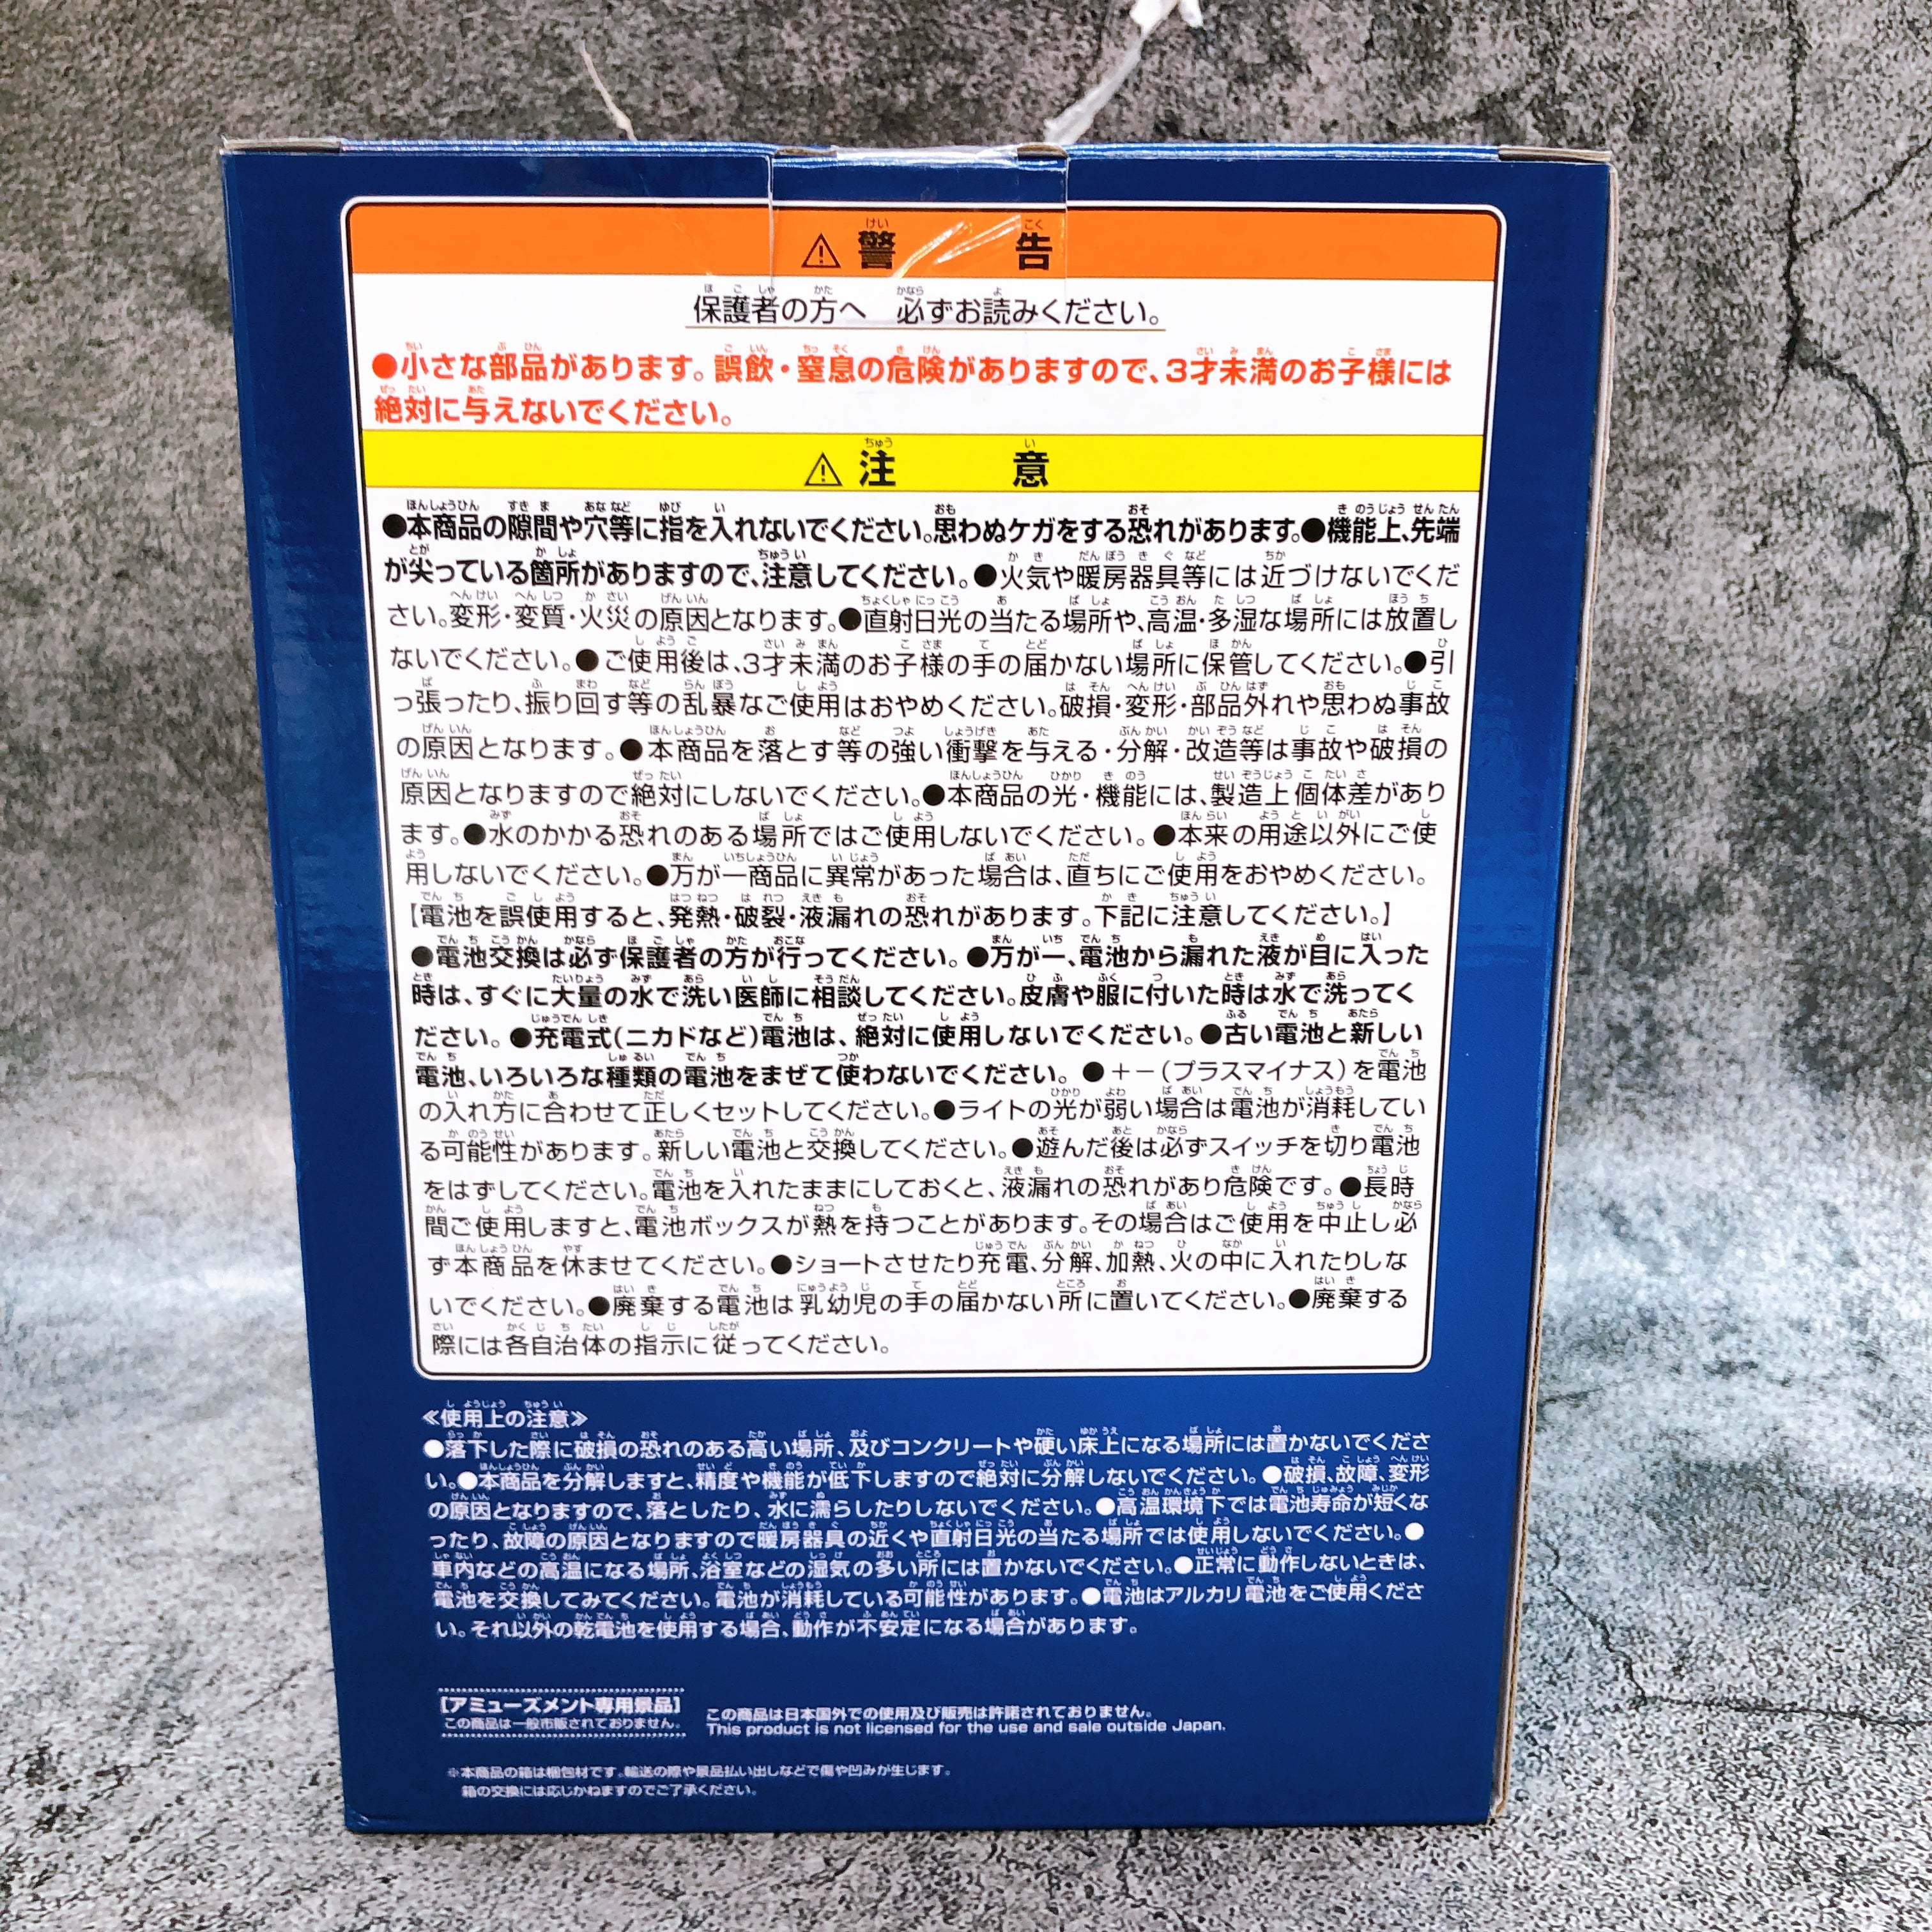 ⚠警告
保護者の方へ 必ずお読みください。
●小さな部品があります。誤飲・窒息の危険がありますので、3才未満のお子様には
絶対に与えないでください。
⚠注意
●本商品の隙間や穴等に指を入れないでください。思わぬケガをする恐れがあります。●機能上、先端
が尖っている箇所がありますので、注意してください。●火気や暖房器具等には近づけないでくだ
さい。変形・変質・火災の原因となります。●直射日光の当たる場所や、高温・多湿な場所には放置し
ないでください。●ご使用後は、3才未満のお子様の手の届かない場所に保管してください。●引
っ張ったり、振り回す等の乱暴なご使用はおやめください。破損・変形・部品外れや思わぬ事故
の原因となります。●本商品を落とす等の強い衝撃を与える・分解・改造等は事故や破損の
原因となりますので絶対にしないでください。●本商品の光・機能には、製造上個体差があり
ます。●水のかかる恐れのある場所ではご使用しないでください。●本来の用途以外にご使
用しないでください。●万が一商品に異常があった場合は、直ちにご使用をおやめください。
【電池を誤使用すると、発熱・破裂・液漏れの恐れがあります。下記に注意してください。】
●電池交換は必ず保護者の方が行ってください。●万が一、電池から漏れた液が目に入った
時は、すぐに大量の水で洗い医師に相談してください。皮膚や服に付いた時は水で洗ってく
ださい。●充電式(ニカドなど)電池は、絶対に使用しないでください。●古い電池と新しい
電池、いろいろな種類の電池をまぜて使わないでください。●＋－(プラスマイナス)を電池
の入れ方に合わせて正しくセットしてください。●ライトの光が弱い場合は電池が消耗してい
る可能性があります。新しい電池と交換してください。●遊んだ後は必ずスイッチを切り電池
をはずしてください。電池を入れたままにしておくと、液漏れの恐れがあり危険です。●長時
間ご使用しますと、電池ボックスが熱を持つことがあります。その場合はご使用を中止し必
ず本商品を休ませてください。●ショートさせたり充電、分解、加熱、火の中に入れたりしな
いでください。●廃棄する電池は乳幼児の手の届かない所に置いてください。●廃棄する
際には各自治体の指示に従ってください。
≪使用上の注意≫
●落下した際に破損の恐れのある高い場所、及びコンクリートや硬い床上になる場所には置かないでくださ
い。●本商品を分解しますと、精度や機能が低下しますので絶対に分解しないでください。●破損、故障、変形
の原因となりますので、落としたり、水に濡らしたりしないでください。●高温環境下では電池寿命が短くな
ったり、故障の原因となりますので暖房器具の近くや直射日光の当たる場所では使用しないでください。●
車内などの高温になる場所、浴室などの湿気の多い所には置かないでください。●正常に動作しないときは、
電池を交換してみてください。電池が消耗している可能性があります。●電池はアルカリ電池をご使用くださ
い。それ以外の乾電池を使用する場合、動作が不安定になる場合があります。
【アミューズメント専用景品】
この商品は一般市販されておりません。
この商品は日本国外での使用及び販売は許諾されておりません。
This product is not licensed for the use and sale outside Japan.
※本商品の箱は梱包材です。輸送の際や景品払い出しなどで傷や凹みが生じます。
箱の交換には応じかねますのでご了承ください。